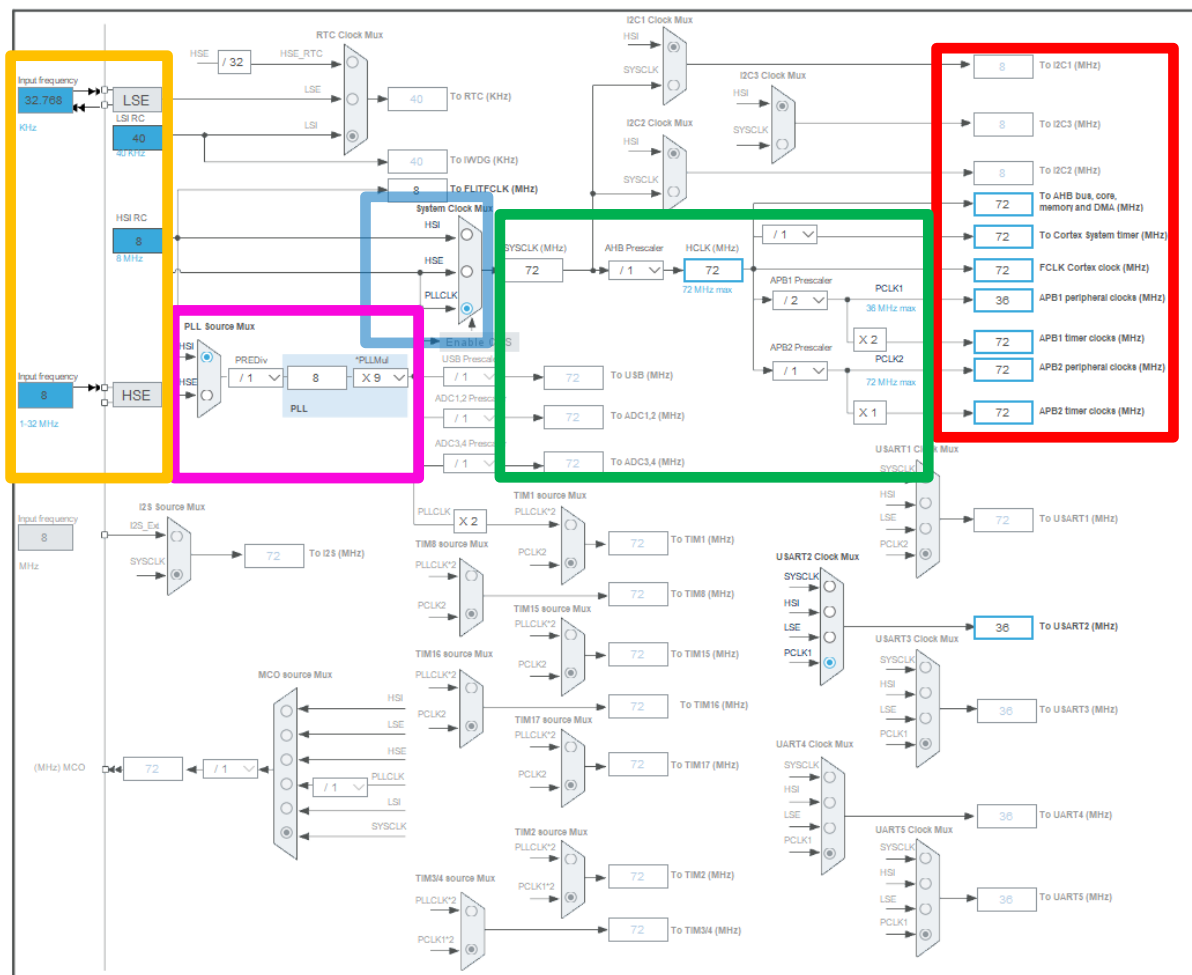 I2C1 Clock Mux
HSI
SYSCLK
8
To I2C1 (MHz)
RTC Clock Mux
HSE
/ 32
HSE_RTC
LSE
LSI
40
To RTC (KHz)
Input frequency
32.768
KHz
LSE
LSI RC
40
40 KHz
40
To IWDG (KHz)
8
To FLITFCLK (MHz)
I2C3 Clock Mux
HSI
SYSCLK
8
To I2C3 (MHz)
I2C2 Clock Mux
HSI
SYSCLK
8
To I2C2 (MHz)
HSI RC
8
8 MHz
System Clock Mux
HSI
HSE
PLLCLK
SYSCLK (MHz)
72
AHB Prescaler
/ 1
HCLK (MHz)
72
72 MHz max
72
To AHB bus, core,
memory and DMA (MHz)
/ 1
72
To Cortex System timer (MHz)
72
FCLK Cortex clock (MHz)
APB1 Prescaler
/ 2
PCLK1
36 MHz max
36
APB1 peripheral clocks (MHz)
X 2
72
APB1 timer clocks (MHz)
APB2 Prescaler
/ 1
PCLK2
72 MHz max
72
APB2 peripheral clocks (MHz)
X 1
72
APB2 timer clocks (MHz)
Input frequency
8
1-32 MHz
HSE
PLL Source Mux
HSI
HSE
PREDiv
/ 1
8
*PLLMul
X 9
PLL
USB Prescaler
/ 1
72
To USB (MHz)
ADC1,2 Prescaler
/ 1
72
To ADC1,2 (MHz)
ADC3,4 Prescaler
/ 1
72
To ADC3,4 (MHz)
Input frequency
8
MHz
I2S Source Mux
I2S_Ext
SYSCLK
72
To I2S (MHz)
PLLCLK
X 2
TIM1 source Mux
PLLCLK*2
PCLK2
72
To TIM1 (MHz)
TIM8 source Mux
PLLCLK*2
PCLK2
72
To TIM8 (MHz)
TIM15 source Mux
PLLCLK*2
PCLK2
72
To TIM15 (MHz)
TIM16 source Mux
PLLCLK*2
PCLK2
72
To TIM16 (MHz)
TIM17 source Mux
PLLCLK*2
PCLK2
72
To TIM17 (MHz)
TIM2 source Mux
PLLCLK*2
PCLK1*2
72
To TIM2 (MHz)
TIM3/4 source Mux
PLLCLK*2
PCLK1*2
72
To TIM3/4 (MHz)
MCO source Mux
HSI
LSE
HSE
PLLCLK
/ 1
LSI
SYSCLK
/ 1
72
(MHz) MCO
USART1 Clock Mux
SYSCLK
HSI
LSE
PCLK2
72
To USART1 (MHz)
USART2 Clock Mux
SYSCLK
HSI
LSE
PCLK1
36
To USART2 (MHz)
USART3 Clock Mux
SYSCLK
HSI
LSE
PCLK1
36
To USART3 (MHz)
UART4 Clock Mux
SYSCLK
HSI
LSE
PCLK1
36
To UART4 (MHz)
UART5 Clock Mux
SYSCLK
HSI
LSE
PCLK1
36
To UART5 (MHz)